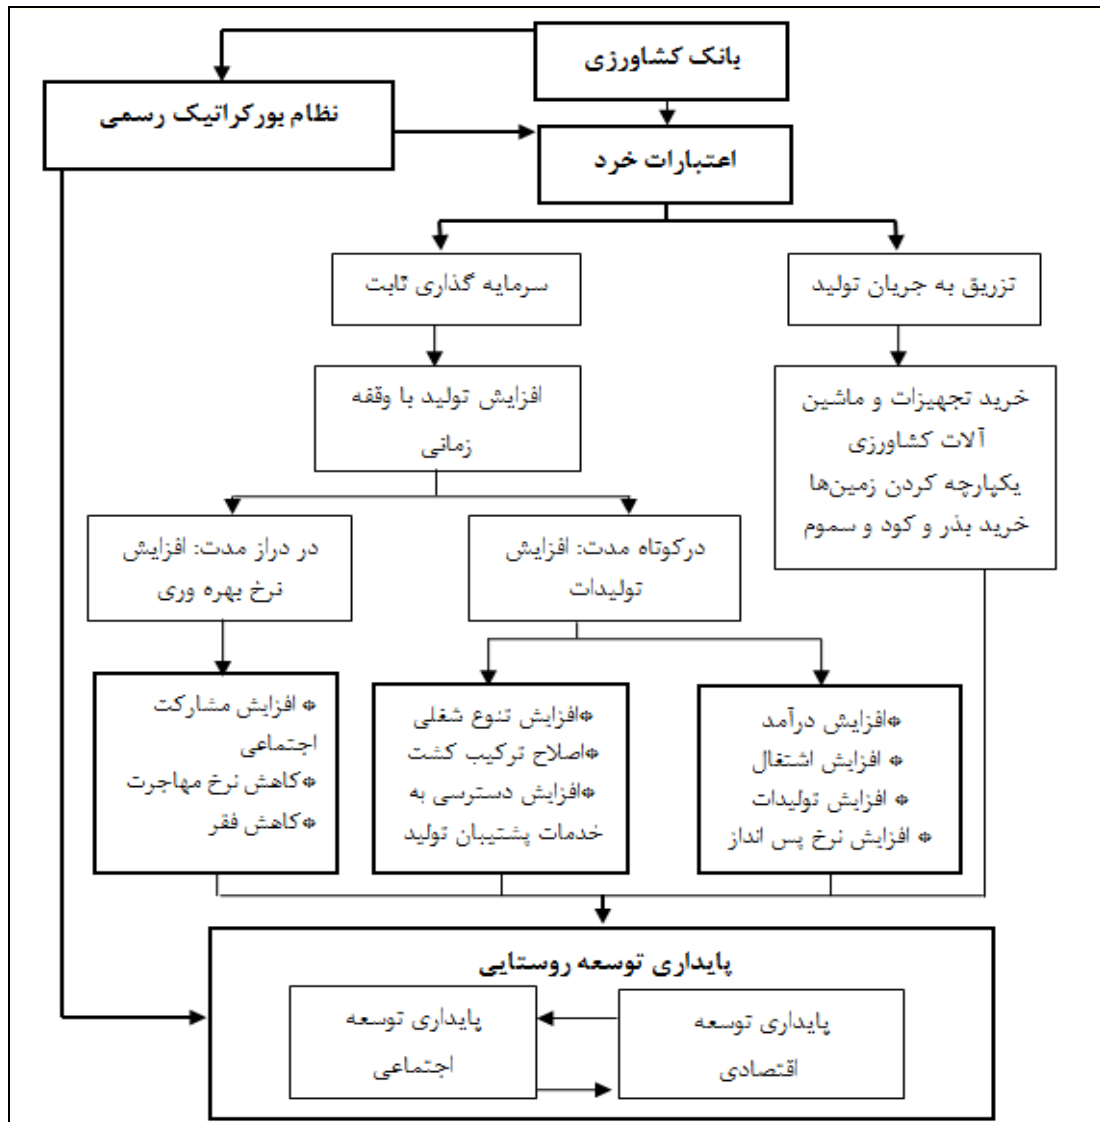 بانک کشاورزی
نظام بورکراتیک رسمی
اعتبارات خرد
تزریق به جریان تولید
سرمایه گذاری ثابت
خرید تجهیزات و ماشین
آلات کشاورزی
یکپارچه کردن زمین‌ها
خرید بذر و کود و سموم
افزایش تولید با وقفه
زمانی
درکوتاه مدت: افزایش
تولیدات
در دراز مدت: افزایش
نرخ بهره وری
*افزایش درآمد
* افزایش اشتغال
* افزایش تولیدات
* افزایش نرخ پس انداز
*افزایش تنوع شغلی
*اصلاح ترکیب کشت
*افزایش دسترسی به
خدمات پشتیبان تولید
* افزایش مشارکت
اجتماعی
*کاهش نرخ مهاجرت
*کاهش فقر
پایداری توسعه روستایی
پایداری توسعه
اقتصادی
پایداری توسعه
اجتماعی